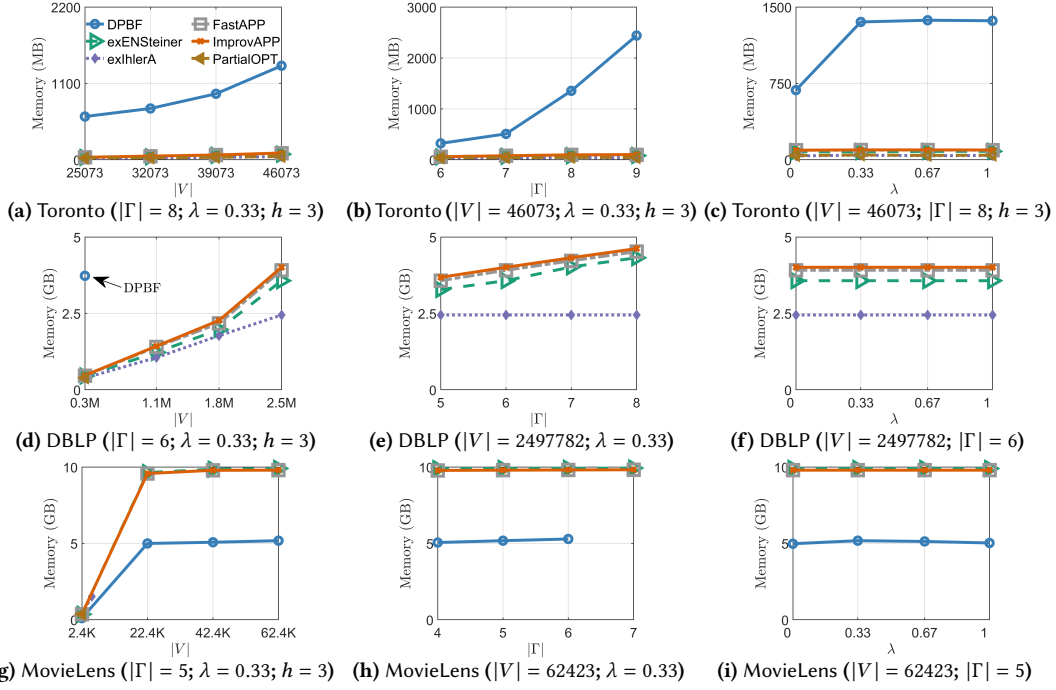 DPBF
exENSteiner
exIhlerA
FastAPP
ImprovAPP
PartialOPT
Memory (MB)
2200
1100
0
25073 32073 39073 46073
|V|
(a) Toronto (|Γ| = 8; λ = 0.33; h = 3)
Memory (MB)
3000
2000
1000
0
6 7 8 9
|Γ|
(b) Toronto (|V| = 46073; λ = 0.33; h = 3)
Memory (MB)
1500
750
0
0 0.33 0.67 1
λ
(c) Toronto (|V| = 46073; |Γ| = 8; h = 3)
Memory (GB)
5
2.5
0
DPBF
0.3M 1.1M 1.8M 2.5M
|V|
(d) DBLP (|Γ| = 6; λ = 0.33; h = 3)
Memory (GB)
5
2.5
0
5 6 7 8
|Γ|
(e) DBLP (|V| = 2497782; λ = 0.33)
Memory (GB)
5
2.5
0
0 0.33 0.67 1
λ
(f) DBLP (|V| = 2497782; |Γ| = 6)
Memory (GB)
10
5
0
2.4K 22.4K 42.4K 62.4K
|V|
g) MovieLens (|Γ| = 5; λ = 0.33; h = 3)
Memory (GB)
10
5
0
4 5 6 7
|Γ|
(h) MovieLens (|V| = 62423; λ = 0.33)
Memory (GB)
10
5
0
0 0.33 0.67 1
λ
(i) MovieLens (|V| = 62423; |Γ| = 5)